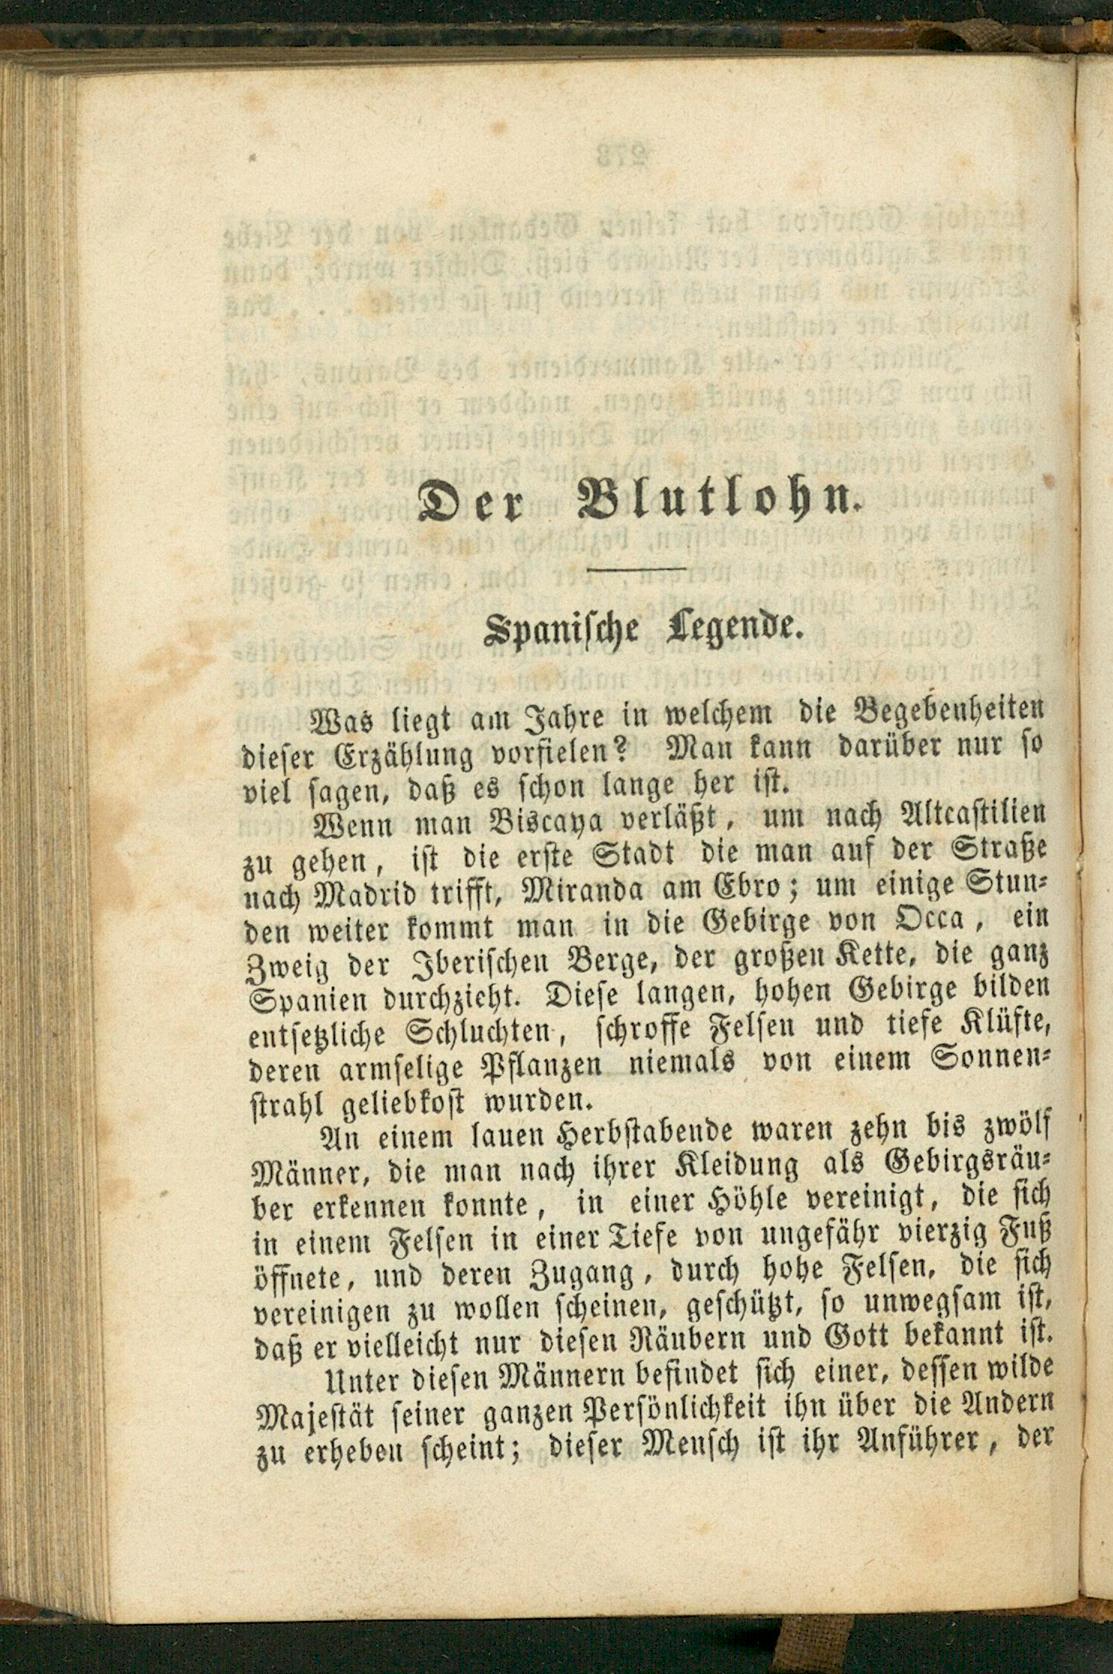 Der Blutlohn.
Spanische Legende.
Was liegt am Jahre in welchem die Begebenheiten
dieser Erzählung vorfielen? Man kann darüber nur so
viel sagen, daß es schon lange her ist.
Wenn man Biscaya verläßt, um nach Altcastilien
zu gehen, ist die erste Stadt die man auf der Straße
nach Madrid trifft, Miranda am Ebro; um einige Stun-
den weiter kommt man in die Gebirge von Occa, ein
Zweig der Iberischen Berge, der großen Kette, die ganz
Spanien durchzieht. Diese langen, hohen Gebirge bilden
entsetzliche Schluchten, schroffe Felsen und tiefe Klüfte,
deren armselige Pflanzen niemals von einem Sonnen-
strahl geliebkost wurden.
An einem lauen Herbstabende waren zehn bis zwölf
Männer, die man nach ihrer Kleidung als Gebirgsräu-
ber erkennen konnte, in einer Höhle vereinigt, die sich
in einem Felsen in einer Tiefe von ungefähr vierzig Fuß
öffnete, und deren Zugang, durch hohe Felsen, die sich
vereinigen zu wollen scheinen, geschützt, so unwegsam ist,
daß er vielleicht nur diesen Räubern und Gott bekannt ist.
Unter diesen Männern befindet sich einer, dessen wilde
Majestät seiner ganzen Persönlichkeit ihn über die Andern
zu erheben scheint; dieser Mensch ist ihr Anführer, der